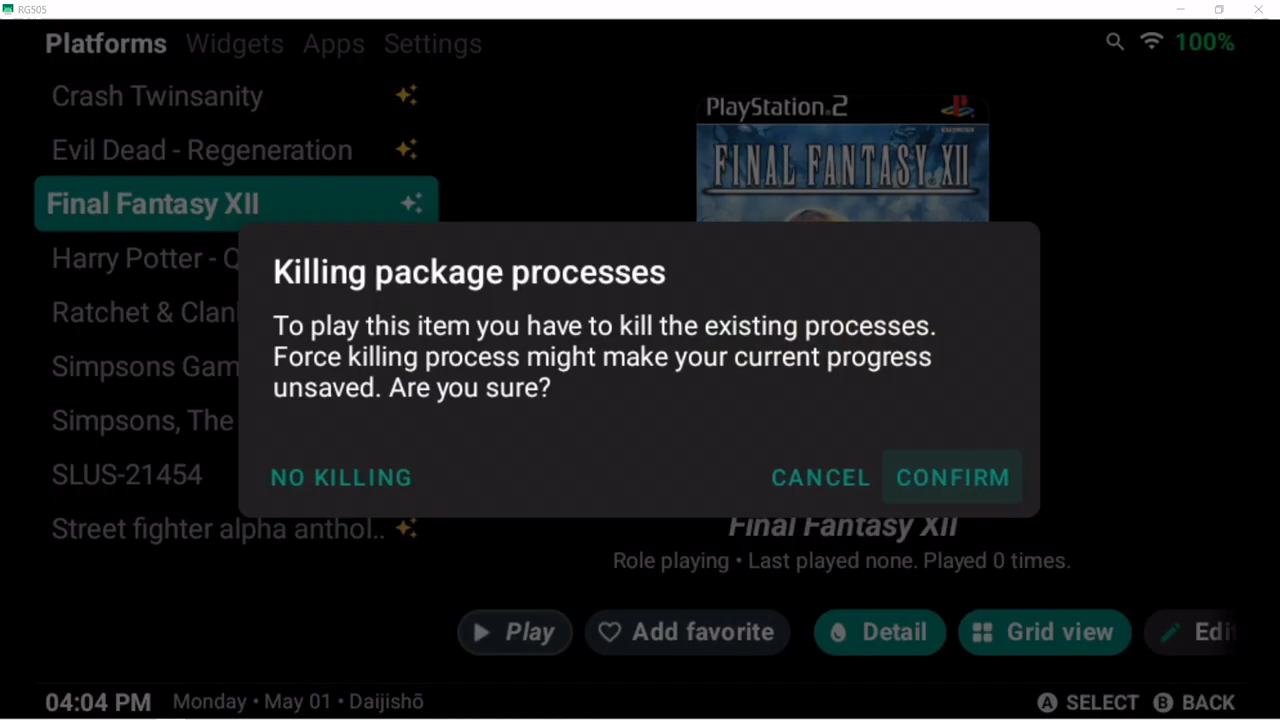 RG505
Platforms Widgets Apps Settings
100%
Crash Twinsanity
Evil Dead - Regeneration
Final Fantasy XII
Harry Potter - Q
Ratchet & Clan
Simpsons Gam
Simpsons, The
SLUS-21454
Street fighter alpha anthol..
PlayStation®2
FINAL FANTASY XII
Killing package processes
To play this item you have to kill the existing processes.
Force killing process might make your current progress
unsaved. Are you sure?
NO KILLING CANCEL CONFIRM
Final Fantasy XII
Role playing • Last played none. Played 0 times.
Play Add favorite Detail Grid view Edi
04:04 PM Monday • May 01 • Daijishō
A SELECT B BACK